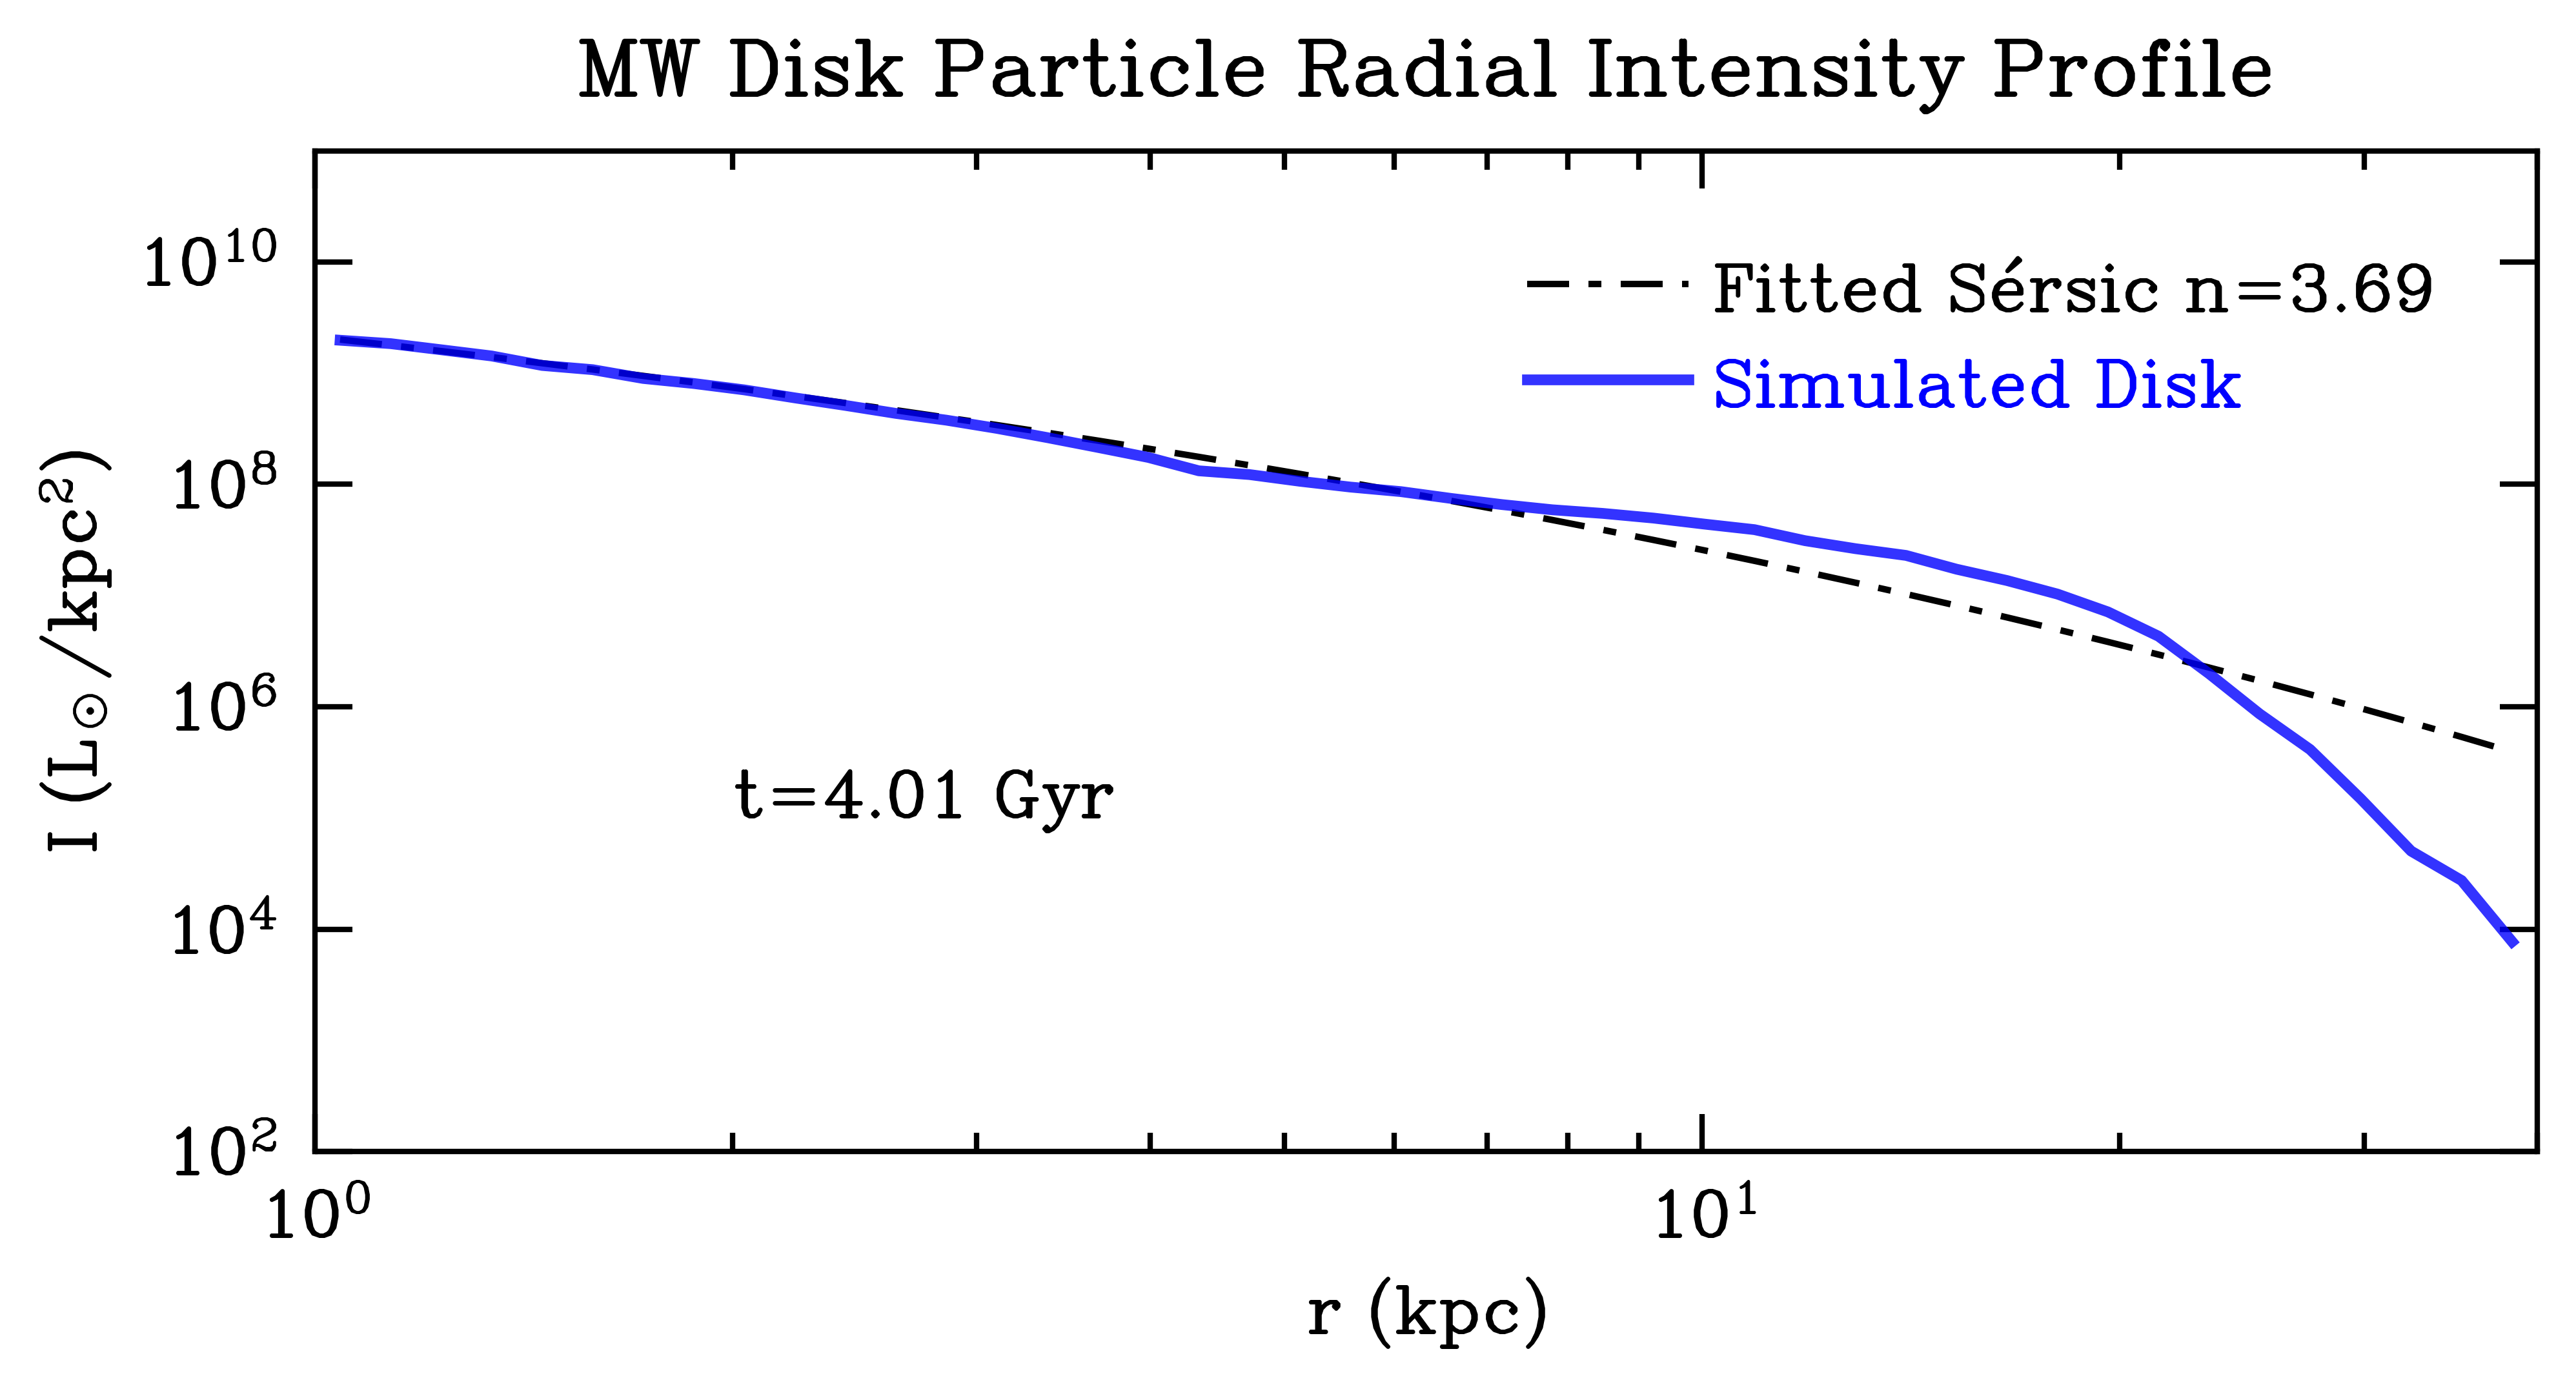 MW Disk Particle Radial Intensity Profile
10^10
10^8
10^6
10^4
10^2
I (L☉/kpc²)
Fitted Sérsic n=3.69
Simulated Disk
t=4.01 Gyr
10^0
10^1
r (kpc)